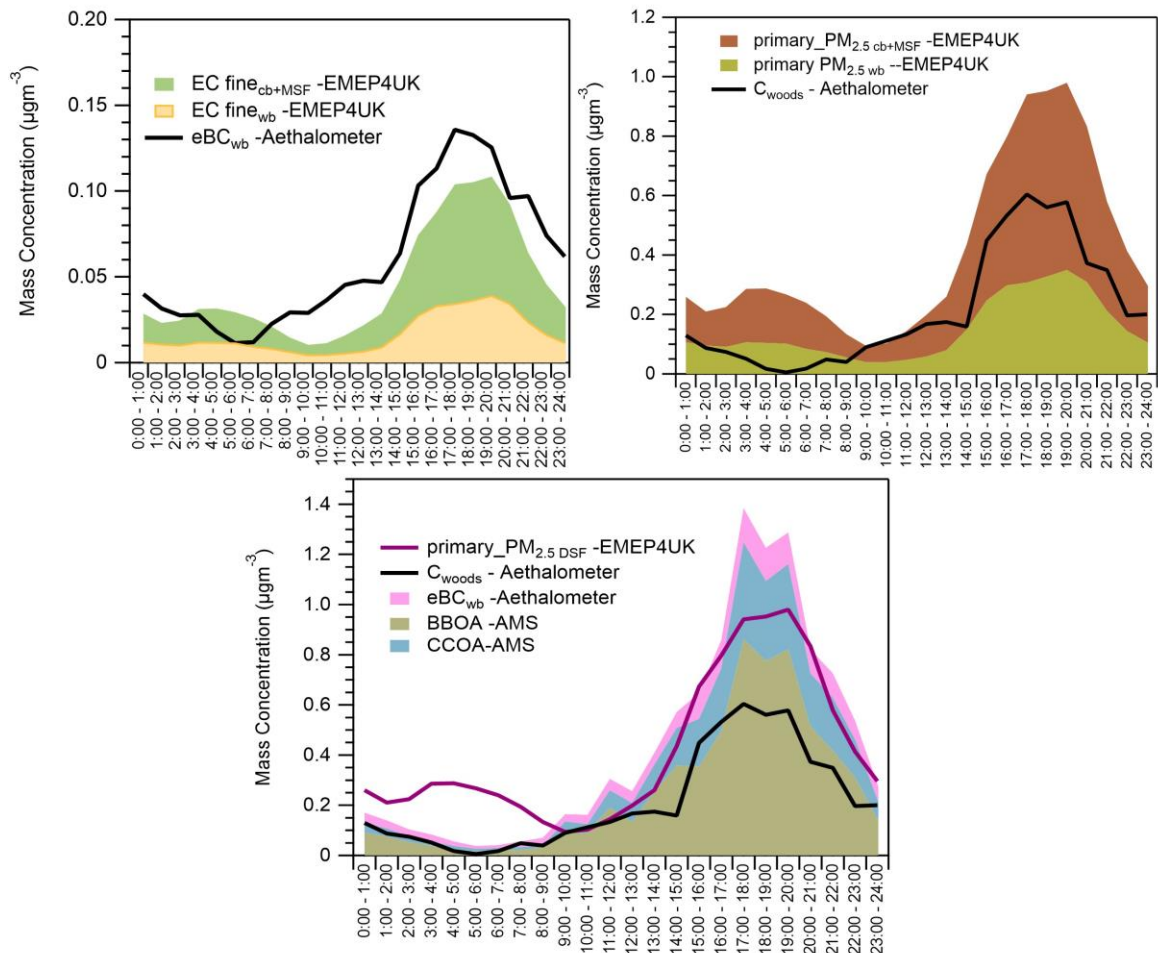 0.20
0.15
0.10
0.05
0
Mass Concentration (µgm⁻³)
EC fine cb+MSF -EMEP4UK
EC fine wb -EMEP4UK
eBC wb -Aethalometer
0:00 - 1:00
1:00 - 2:00
2:00 - 3:00
3:00 - 4:00
4:00 - 5:00
5:00 - 6:00
6:00 - 7:00
7:00 - 8:00
8:00 - 9:00
9:00 - 10:00
10:00 - 11:00
11:00 - 12:00
12:00 - 13:00
13:00 - 14:00
14:00 - 15:00
15:00 - 16:00
16:00 - 17:00
17:00 - 18:00
18:00 - 19:00
19:00 - 20:00
20:00 - 21:00
21:00 - 22:00
22:00 - 23:00
23:00 - 24:00
1.2
1.0
0.8
0.6
0.4
0.2
0
Mass Concentration (µgm⁻³)
primary_PM2.5 cb+MSF -EMEP4UK
primary PM2.5 wb --EMEP4UK
Cwoods - Aethalometer
0:00 - 1:00
1:00 - 2:00
2:00 - 3:00
3:00 - 4:00
4:00 - 5:00
5:00 - 6:00
6:00 - 7:00
7:00 - 8:00
8:00 - 9:00
9:00 - 10:00
10:00 - 11:00
11:00 - 12:00
12:00 - 13:00
13:00 - 14:00
14:00 - 15:00
15:00 - 16:00
16:00 - 17:00
17:00 - 18:00
18:00 - 19:00
19:00 - 20:00
20:00 - 21:00
21:00 - 22:00
22:00 - 23:00
23:00 - 24:00
1.4
1.2
1.0
0.8
0.6
0.4
0.2
0
Mass Concentration (µgm⁻³)
primary_PM2.5 DSF -EMEP4UK
Cwoods - Aethalometer
eBCwb -Aethalometer
BBOA -AMS
CCOA-AMS
0:00 - 1:00
1:00 - 2:00
2:00 - 3:00
3:00 - 4:00
4:00 - 5:00
5:00 - 6:00
6:00 - 7:00
7:00 - 8:00
8:00 - 9:00
9:00 - 10:00
10:00 - 11:00
11:00 - 12:00
12:00 - 13:00
13:00 - 14:00
14:00 - 15:00
15:00 - 16:00
16:00 - 17:00
17:00 - 18:00
18:00 - 19:00
19:00 - 20:00
20:00 - 21:00
21:00 - 22:00
22:00 - 23:00
23:00 - 24:00